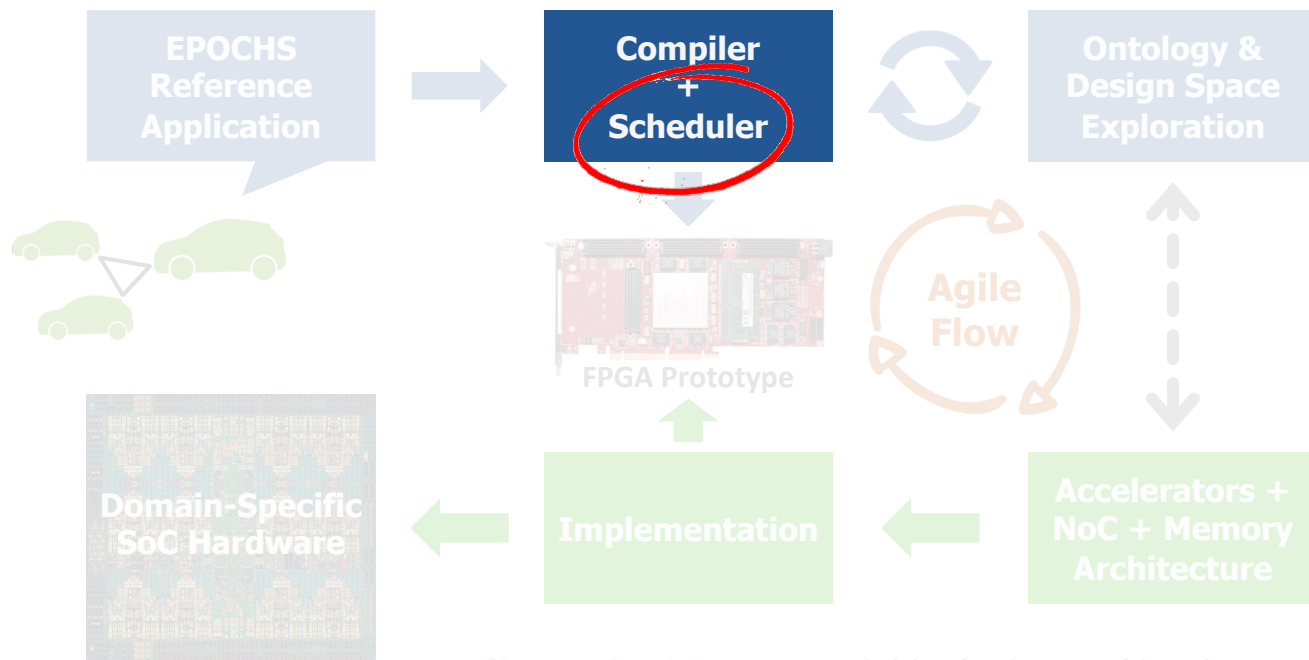 EPOCHS
Reference
Application
Compiler
+
Scheduler
Ontology &
Design Space
Exploration
Agile
Flow
FPGA Prototype
Domain-Specific
SoC Hardware
Implementation
Accelerators +
NoC + Memory
Architecture